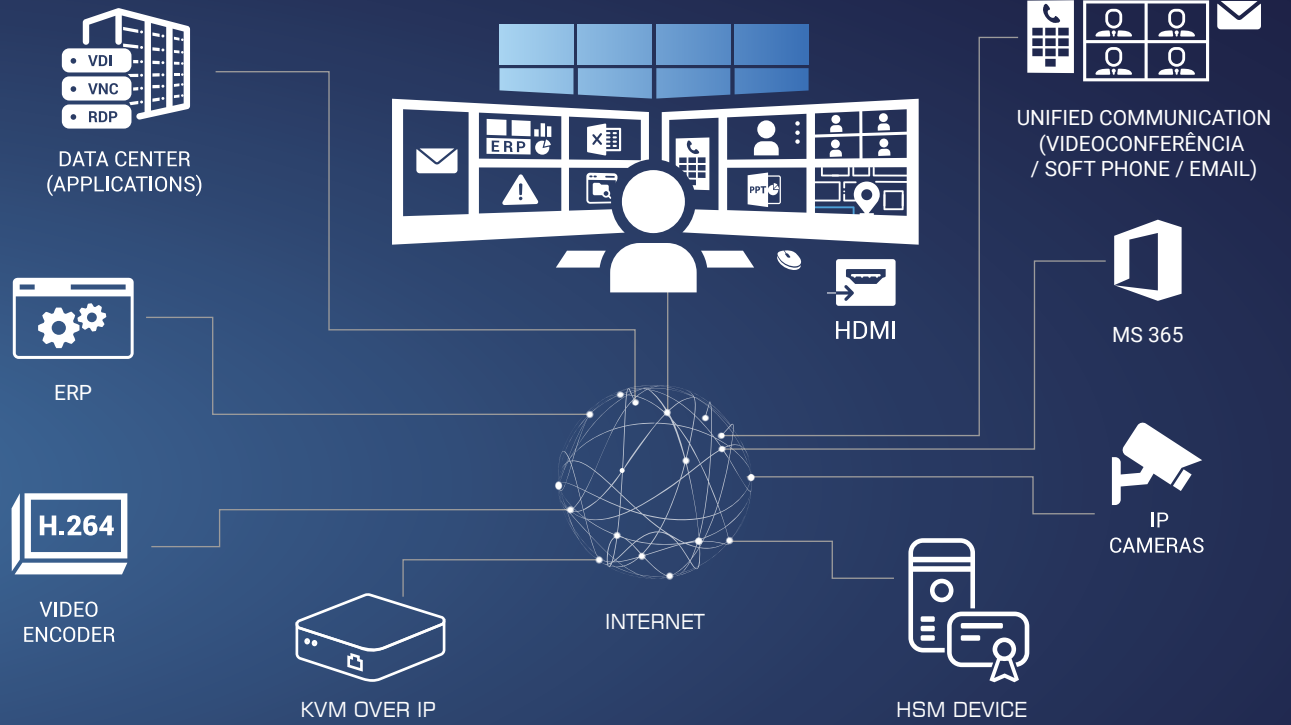 VDI
VNC
RDP
DATA CENTER
(APPLICATIONS)
ERP
X
PPT
HDMI
UNIFIED COMMUNICATION
(VIDEOCONFERÊNCIA
/ SOFT PHONE / EMAIL)
MS 365
ERP
IP
CAMERAS
H.264
VIDEO
ENCODER
INTERNET
KVM OVER IP
HSM DEVICE